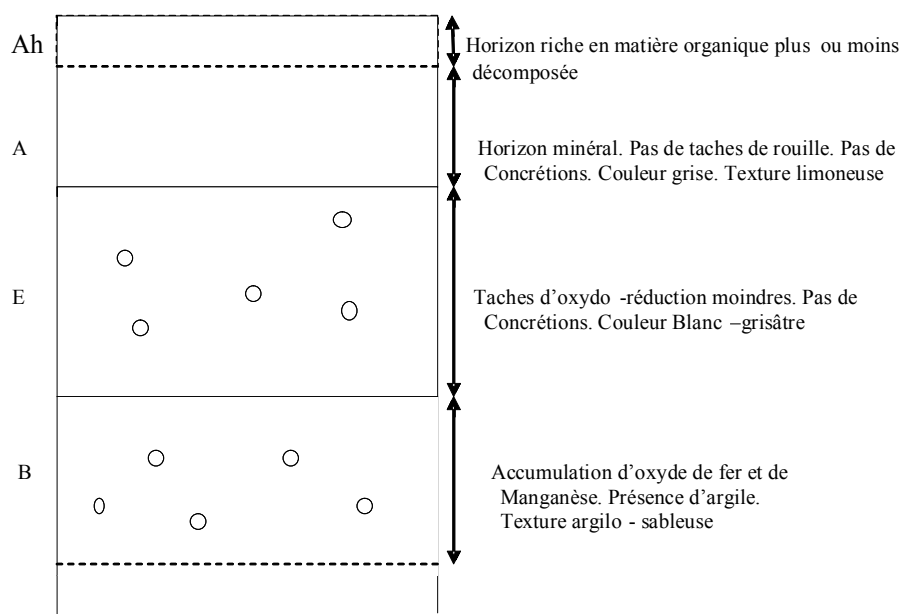 Ah
Horizon riche en matière organique plus ou moins
décomposée
A
Horizon minéral. Pas de taches de rouille. Pas de
Concrétions. Couleur grise. Texture limoneuse
E
Taches d'oxydo -réduction moindres. Pas de
Concrétions. Couleur Blanc –grisâtre
B
Accumulation d'oxyde de fer et de
Manganèse. Présence d'argile.
Texture argilo - sableuse